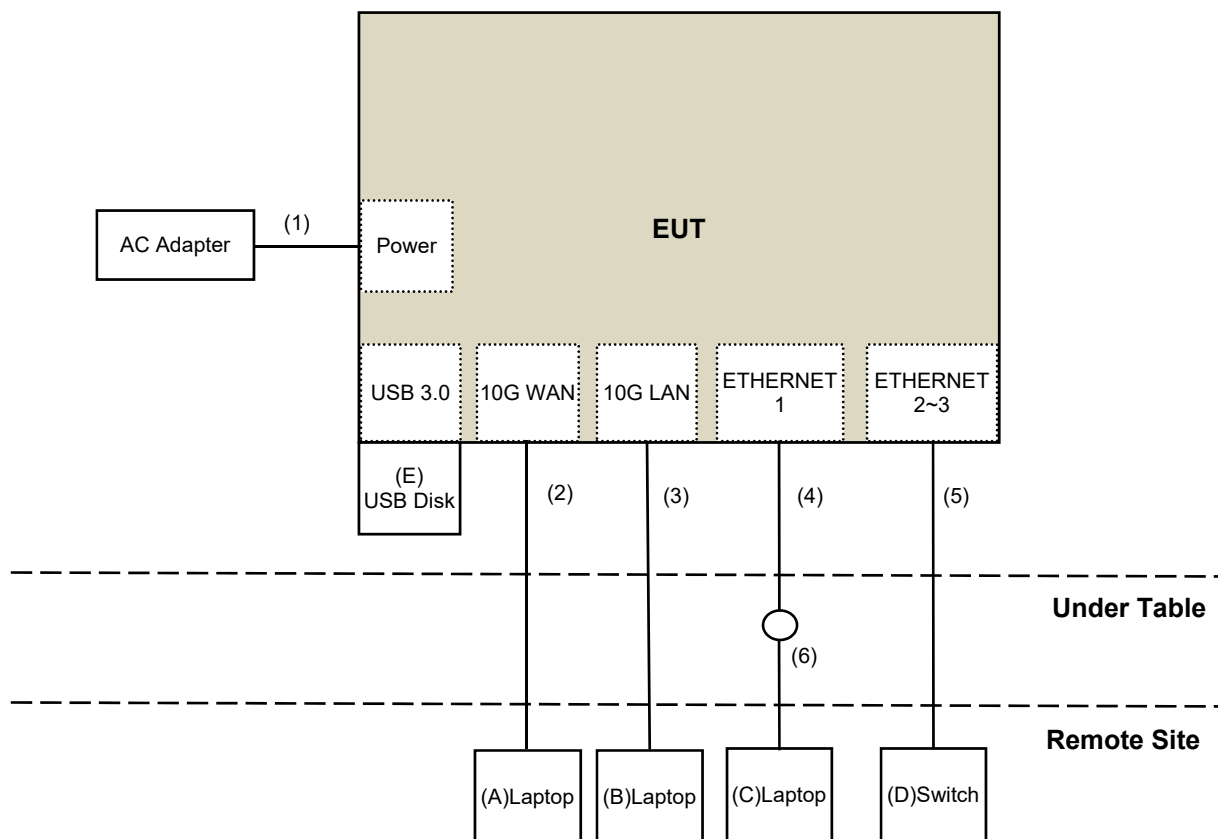 EUT
(1)
AC Adapter
Power
USB 3.0
10G WAN
10G LAN
ETHERNET
1
ETHERNET
2~3
(E)
USB Disk
(2)
(3)
(4)
(5)
Under Table
(6)
Remote Site
(A)Laptop
(B)Laptop
(C)Laptop
(D)Switch